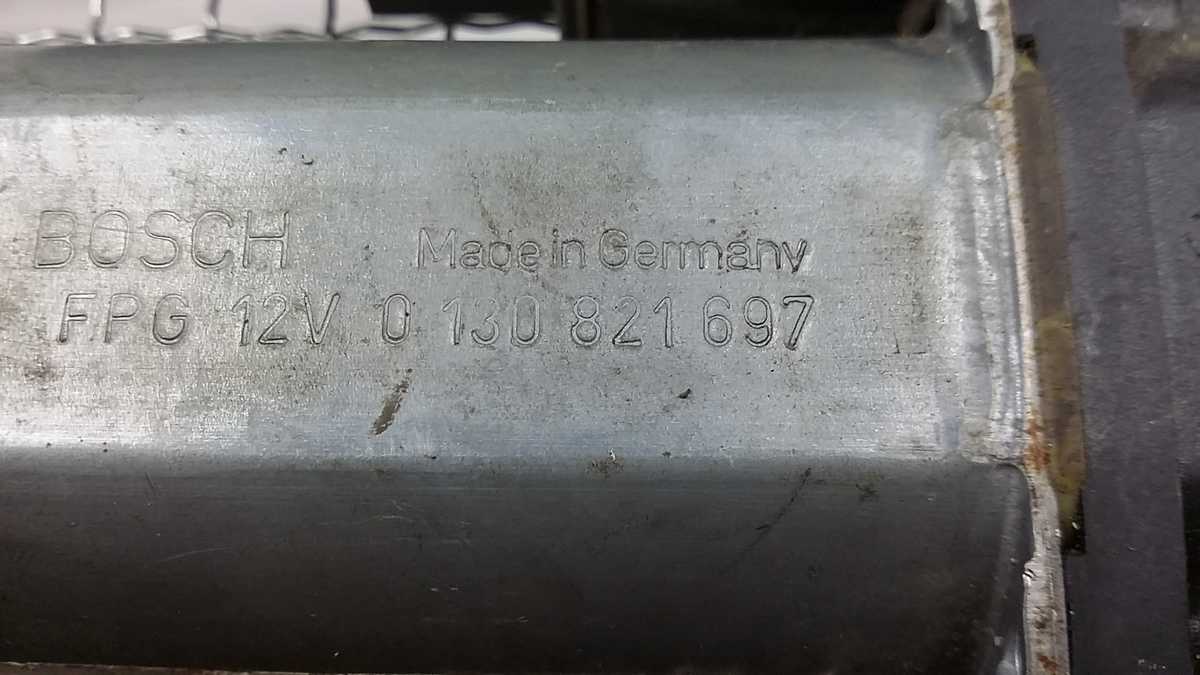 BOSCH Made in Germany
FPG 12V 0 130 821 697